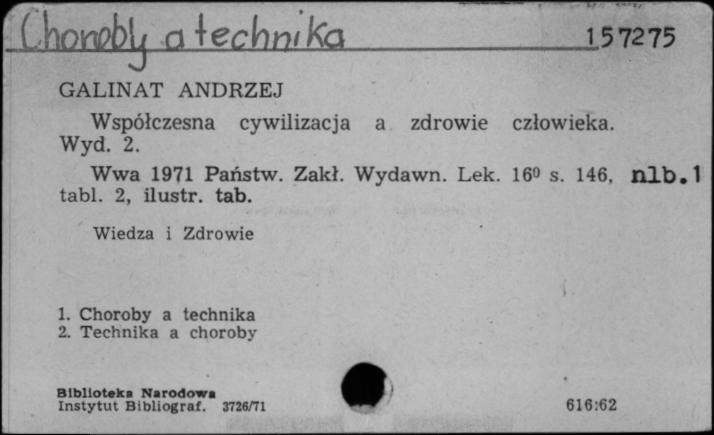 Choroby a technika 157275
GALINAT ANDRZEJ
Współczesna cywilizacja a zdrowie człowieka.
Wyd. 2.
Wwa 1971 Państw. Zakł. Wydawn. Lek. 16⁰ s. 146, nlb.1
tabl. 2, ilustr. tab.
Wiedza i Zdrowie
1. Choroby a technika
2. Technika a choroby
Biblioteka Narodowa
Instytut Bibliograf. 3726/71 616:62